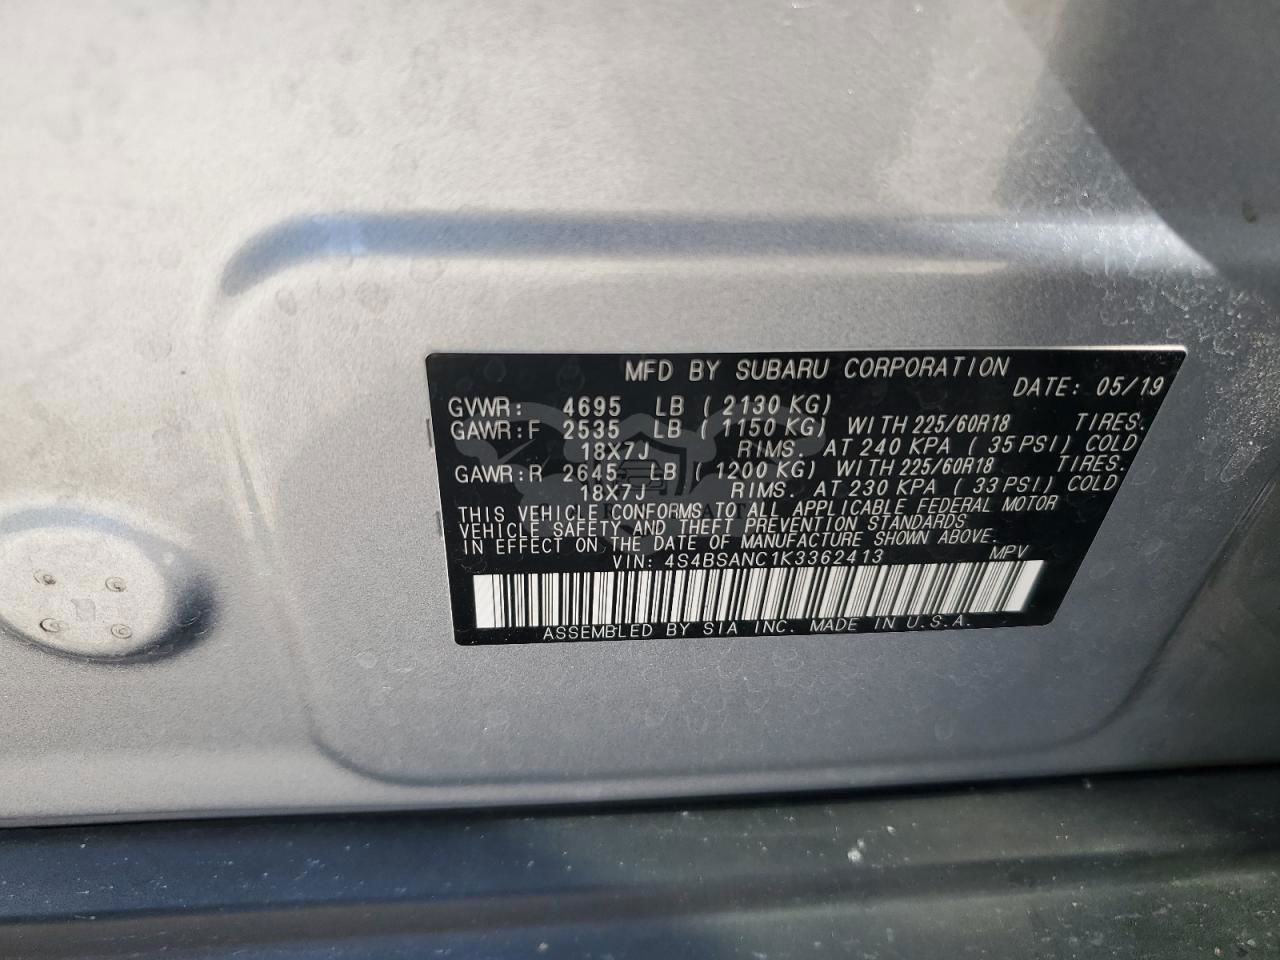 MFD BY SUBARU CORPORATION
DATE: 05/19
GVWR: 4695 LB (2130 KG)
GAWR:F 2535 LB (1150 KG) WITH 225/60R18 TIRES.
18X7J RIMS. AT 240 KPA (35 PSI) COLD
GAWR:R 2645 LB (1200 KG) WITH 225/60R18 TIRES.
18X7J RIMS. AT 230 KPA (33 PSI) COLD
THIS VEHICLE CONFORMS TO ALL APPLICABLE FEDERAL MOTOR
VEHICLE SAFETY AND THEFT PREVENTION STANDARDS
IN EFFECT ON THE DATE OF MANUFACTURE SHOWN ABOVE.
VIN: 4S4BSANC1K3362413 MPV
ASSEMBLED BY SIA INC. MADE IN U.S.A.